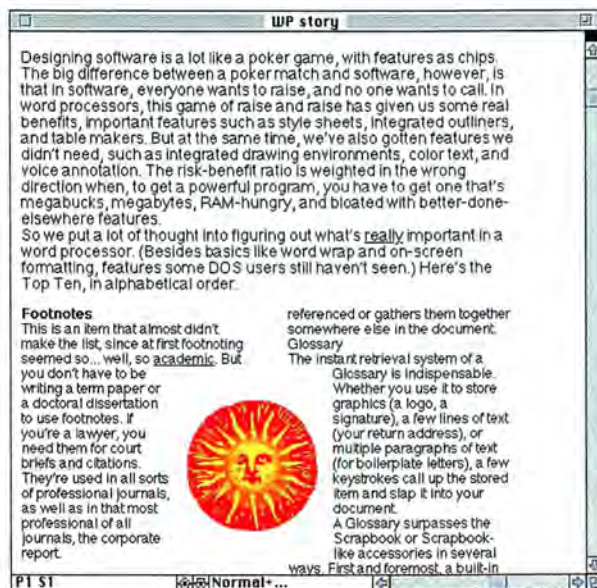 WP story
Designing software is a lot like a poker game, with features as chips.
The big difference between a poker match and software, however, is
that in software, everyone wants to raise, and no one wants to call. In
word processors, this game of raise and raise has given us some real
benefits, important features such as style sheets, integrated outliners,
and table makers. But at the same time, we've also gotten features we
didn't need, such as integrated drawing environments, color text, and
voice annotation. The risk-benefit ratio is weighted in the wrong
direction when, to get a powerful program, you have to get one that's
megabucks, megabytes, RAM-hungry, and bloated with better-done-
elsewhere features.
So we put a lot of thought into figuring out what's really important in a
word processor. (Besides basics like word wrap and on-screen
formatting, features some DOS users still haven't seen.) Here's the
Top Ten, in alphabetical order.
Footnotes
This is an item that almost didn't
make the list, since at first footnoting
seemed so... well, so academic. But
you don't have to be
writing a term paper or
a doctoral dissertation
to use footnotes. If
you're a lawyer, you
need them for court
briefs and citations.
They're used in all sorts
of professional journals,
as well as in that most
professional of all
journals, the corporate
report.
referenced or gathers them together
somewhere else in the document.
Glossary
The instant retrieval system of a
Glossary is indispensable.
Whether you use it to store
graphics (a logo, a
signature), a few lines of text
(your return address), or
multiple paragraphs of text
(for boilerplate letters), a few
keystrokes call up the stored
item and slap it into your
document.
A Glossary surpasses the
Scrapbook or Scrapbook-
like accessories in several
ways. First and foremost, a built-in
P1 S1
Normal+...